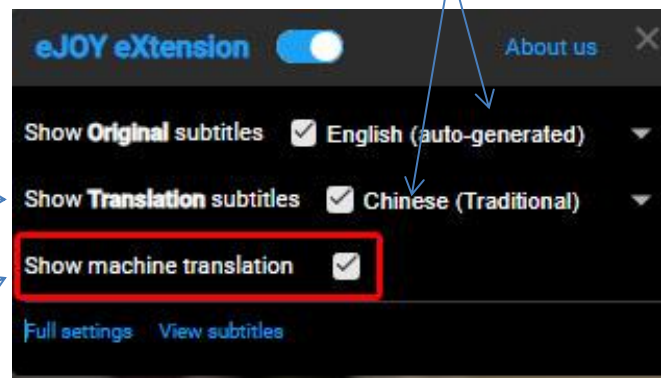 eJOY eXtension About us
Show Original subtitles English (auto-generated)
Show Translation subtitles Chinese (Traditional)
Show machine translation
Full settings View subtitles